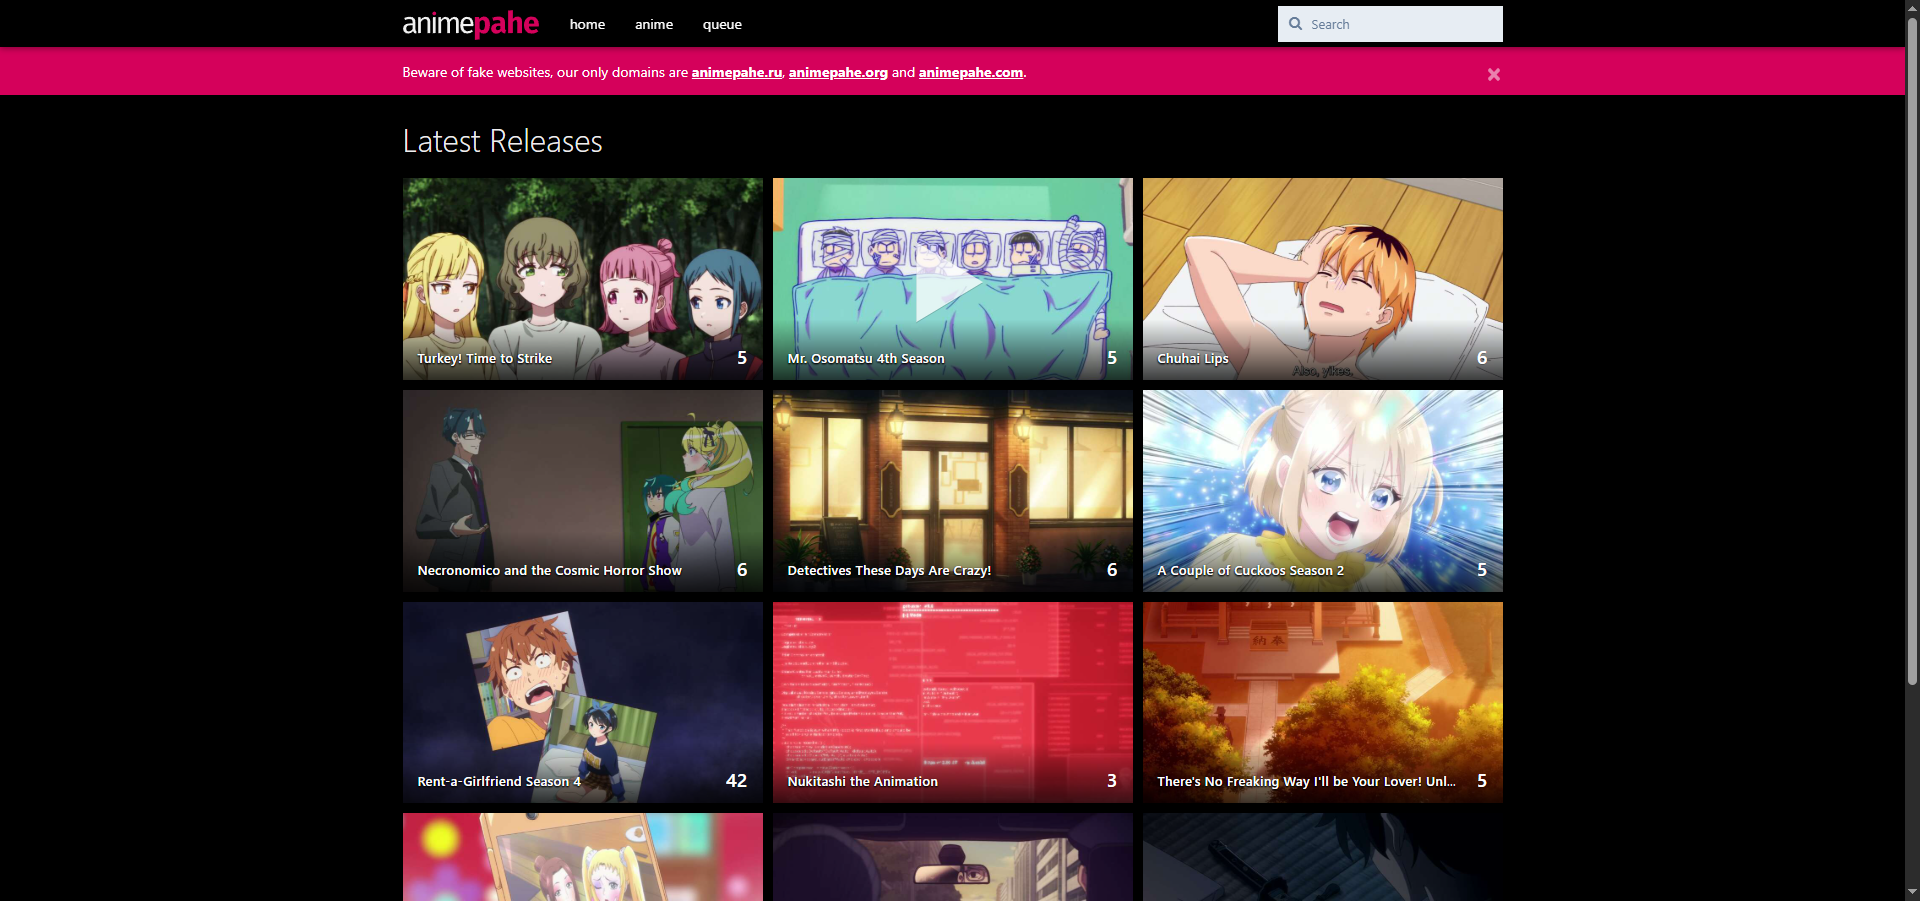 animepahe
home
anime
queue
Search
Beware of fake websites, our only domains are animepahe.ru, animepahe.org and animepahe.com.
Latest Releases
Turkey! Time to Strike
5
Mr. Osomatsu 4th Season
5
Also, yikes.
Chuhai Lips
6
Necronomico and the Cosmic Horror Show
6
Detectives These Days Are Crazy!
6
A Couple of Cuckoos Season 2
5
Rent-a-Girlfriend Season 4
42
Nukitashi the Animation
3
納奉
There's No Freaking Way I'll be Your Lover! Unl...
5